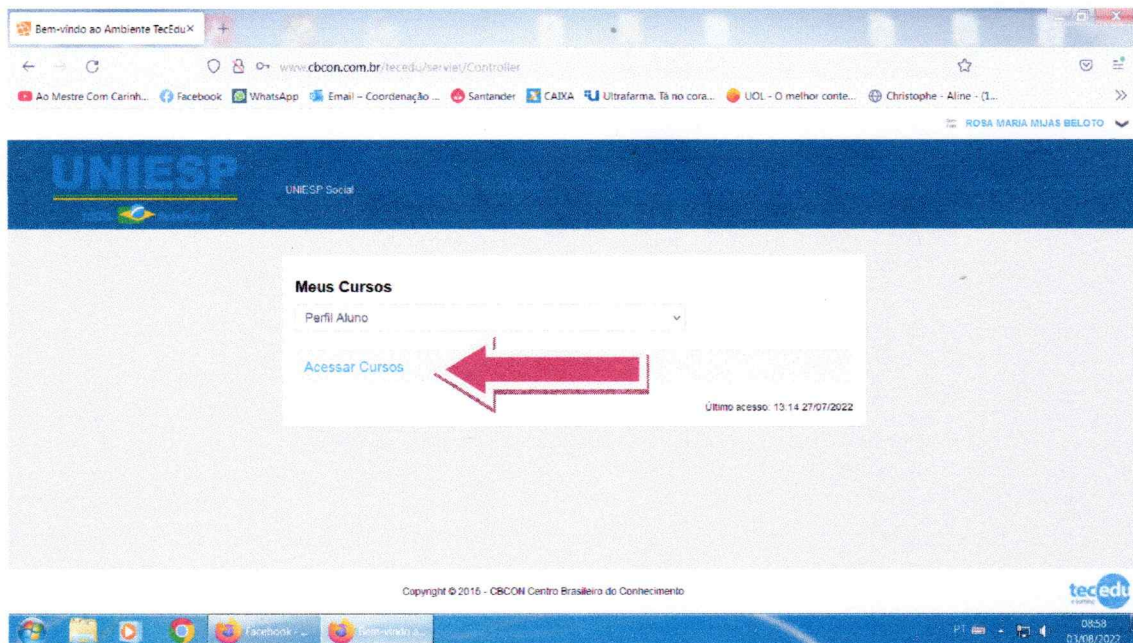 Bem-vindo ao Ambiente TecEdu
www.cbcon.com.br/tecedu/servlet/Controller
Ao Mestre Com Carinh... Facebook WhatsApp Email – Coordenação ... Santander CAIXA Ultrafarma. Tá no cora... UOL - O melhor conte... Christophe - Aline - (1...
ROSA MARIA MIJAS BELOTO
UNIESP
UNIESP Social
100%
Meus Cursos
Perfil Aluno
Acessar Cursos
Último acesso: 13:14 27/07/2022
Copyright © 2015 - CBCON Centro Brasileiro do Conhecimento
tecedu
Facebook - ...
Bem-vindo a...
PT
08:58
03/08/2022